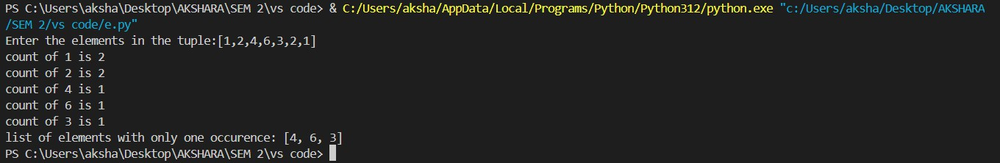 PS C:\Users\aksha\Desktop\AKSHARA\SEM 2\vs code> & C:/Users/aksha/AppData/Local/Programs/Python/Python312/python.exe "c:/Users/aksha/Desktop/AKSHARA
/SEM 2/vs code/e.py"
Enter the elements in the tuple:[1,2,4,6,3,2,1]
count of 1 is 2
count of 2 is 2
count of 4 is 1
count of 6 is 1
count of 3 is 1
list of elements with only one occurence: [4, 6, 3]
PS C:\Users\aksha\Desktop\AKSHARA\SEM 2\vs code>